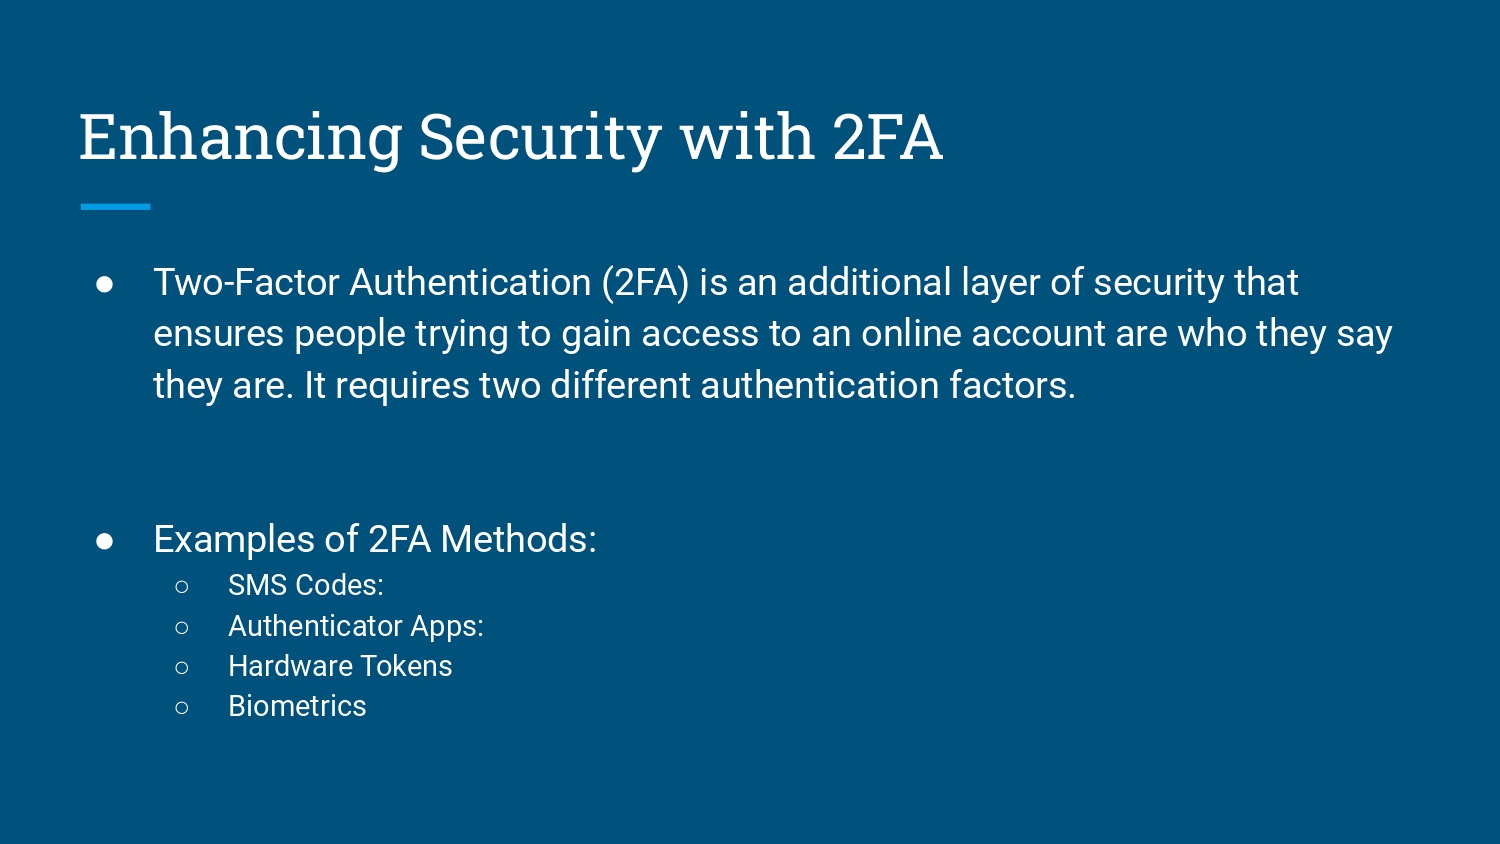 Enhancing Security with 2FA
● Two-Factor Authentication (2FA) is an additional layer of security that
ensures people trying to gain access to an online account are who they say
they are. It requires two different authentication factors.
● Examples of 2FA Methods:
○ SMS Codes:
○ Authenticator Apps:
○ Hardware Tokens
○ Biometrics